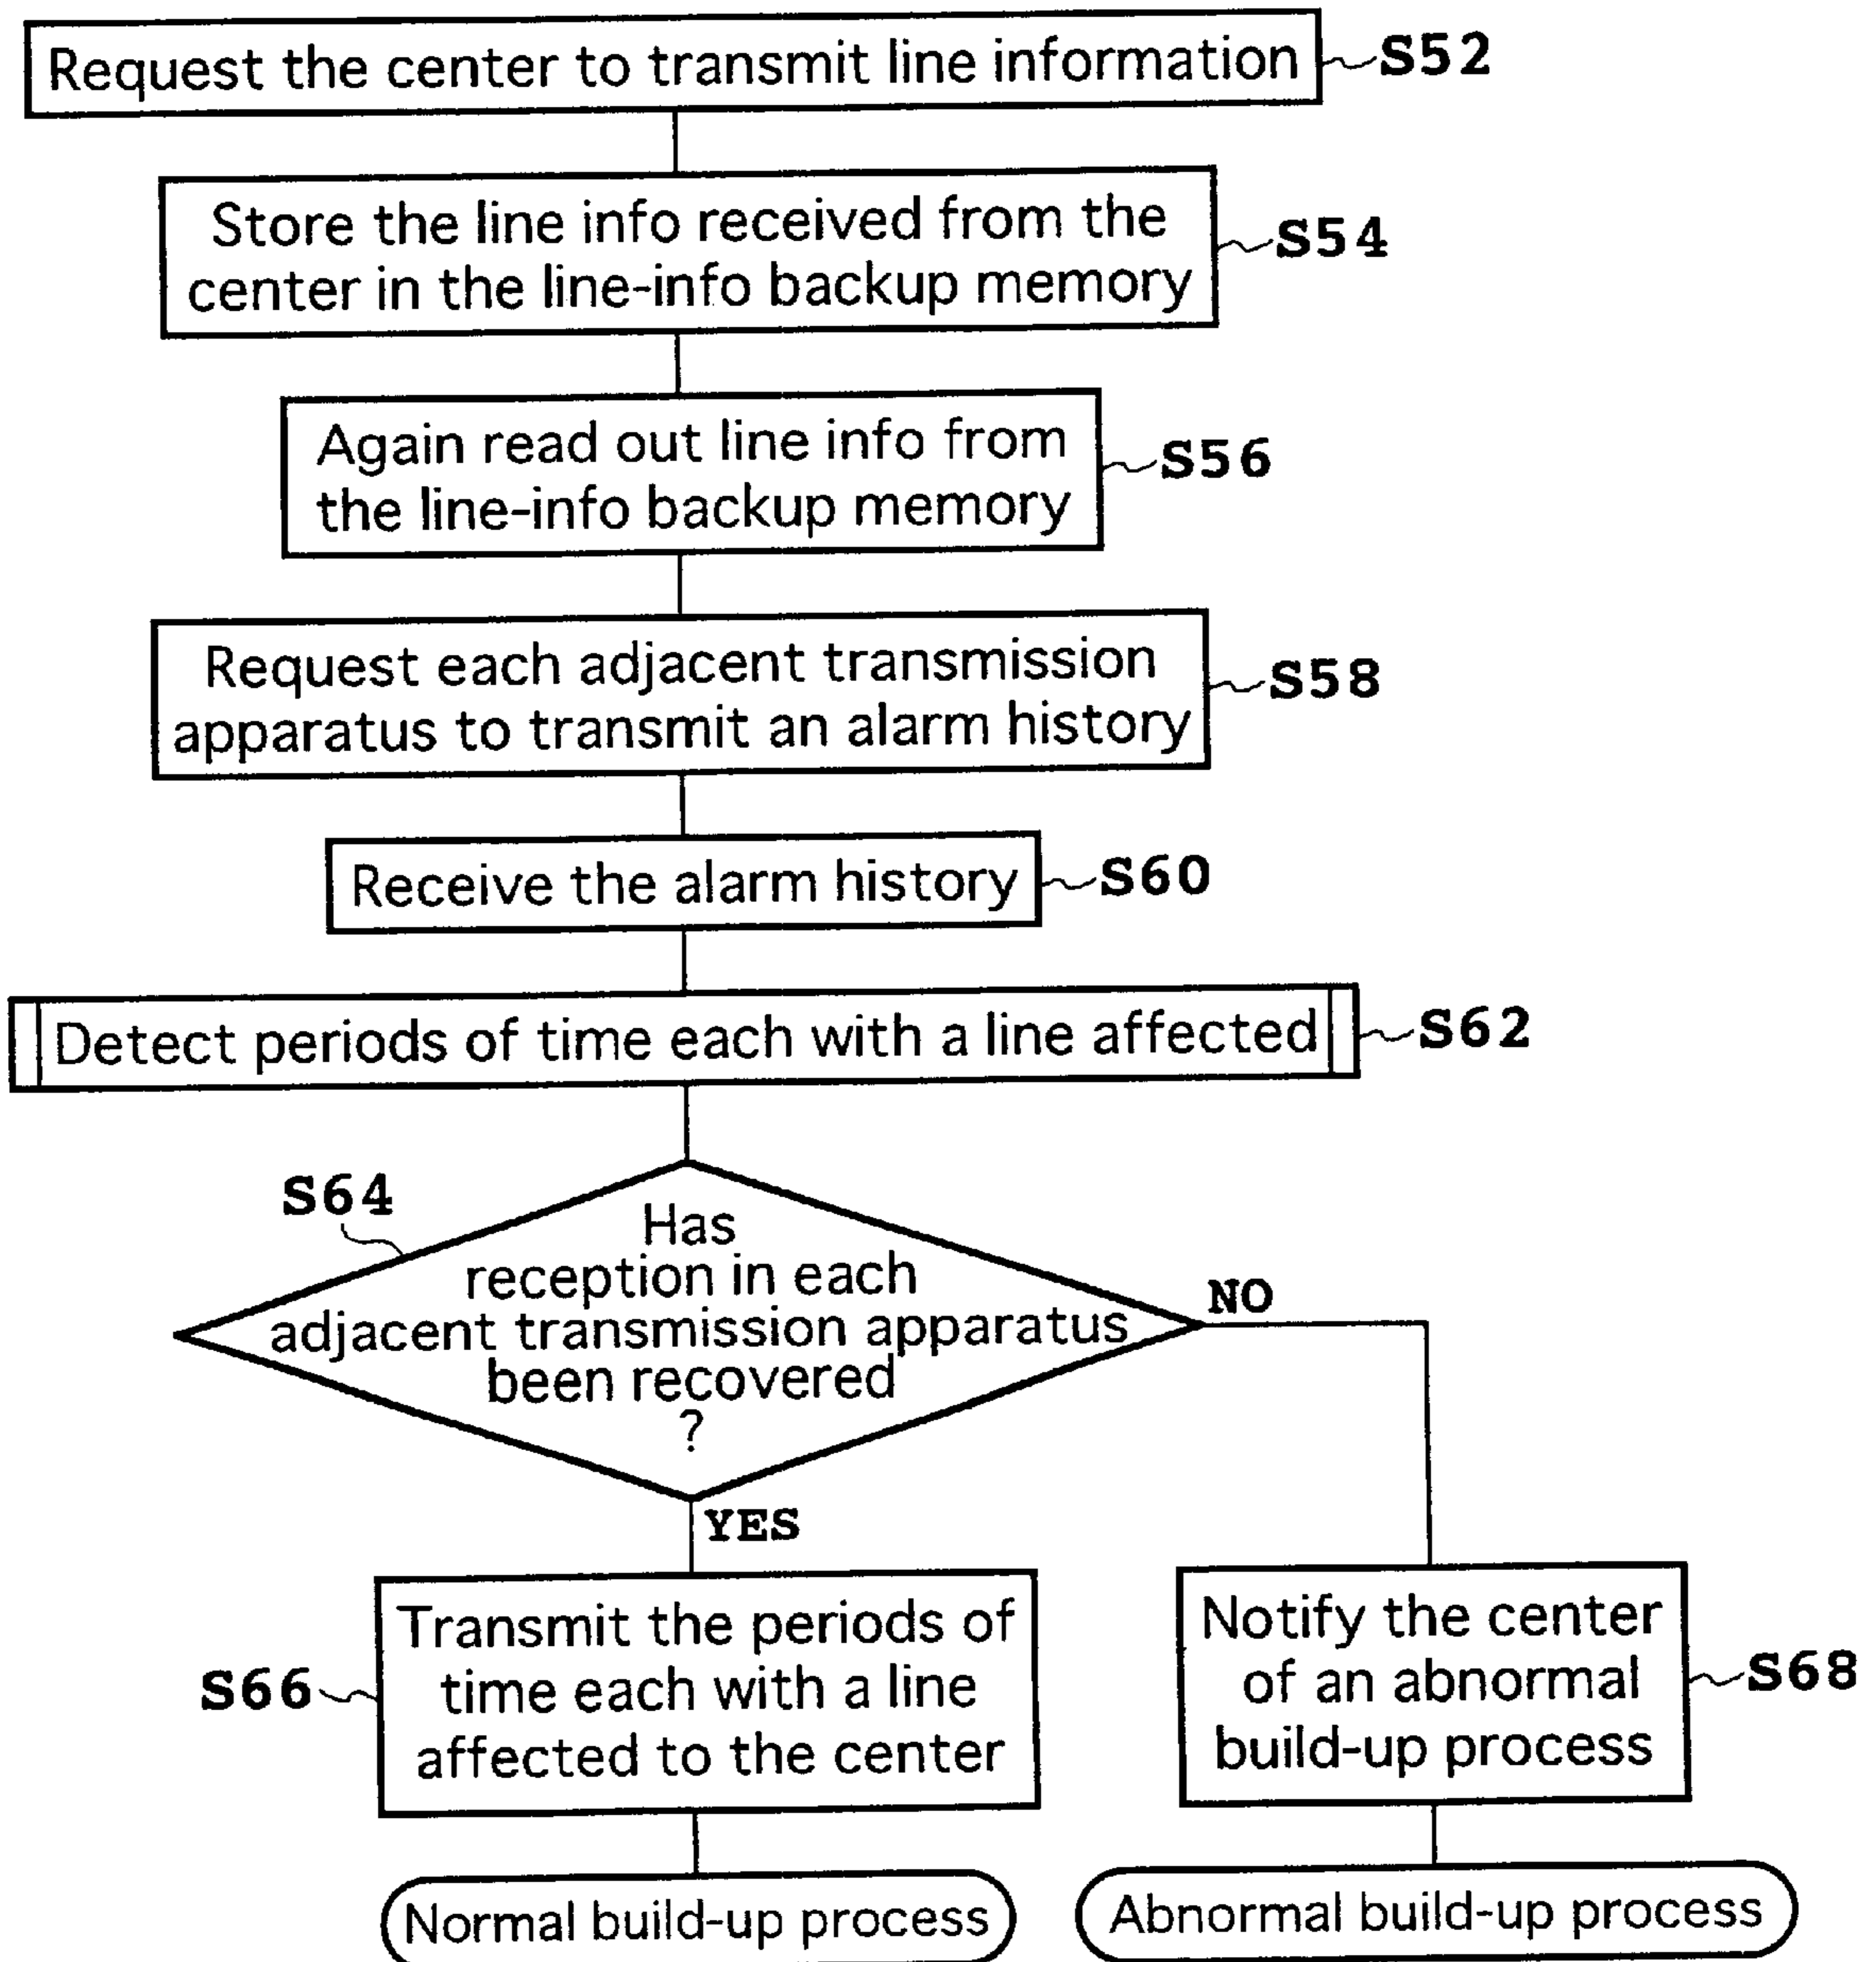 Request the center to transmit line information
S52
Store the line info received from the
center in the line-info backup memory
S54
Again read out line info from
the line-info backup memory
S56
Request each adjacent transmission
apparatus to transmit an alarm history
S58
Receive the alarm history
S60
Detect periods of time each with a line affected
S62
S64
Has
reception in each
adjacent transmission apparatus
been recovered
?
NO
YES
Transmit the periods of
time each with a line
affected to the center
S66
Notify the center
of an abnormal
build-up process
S68
Normal build-up process
Abnormal build-up process